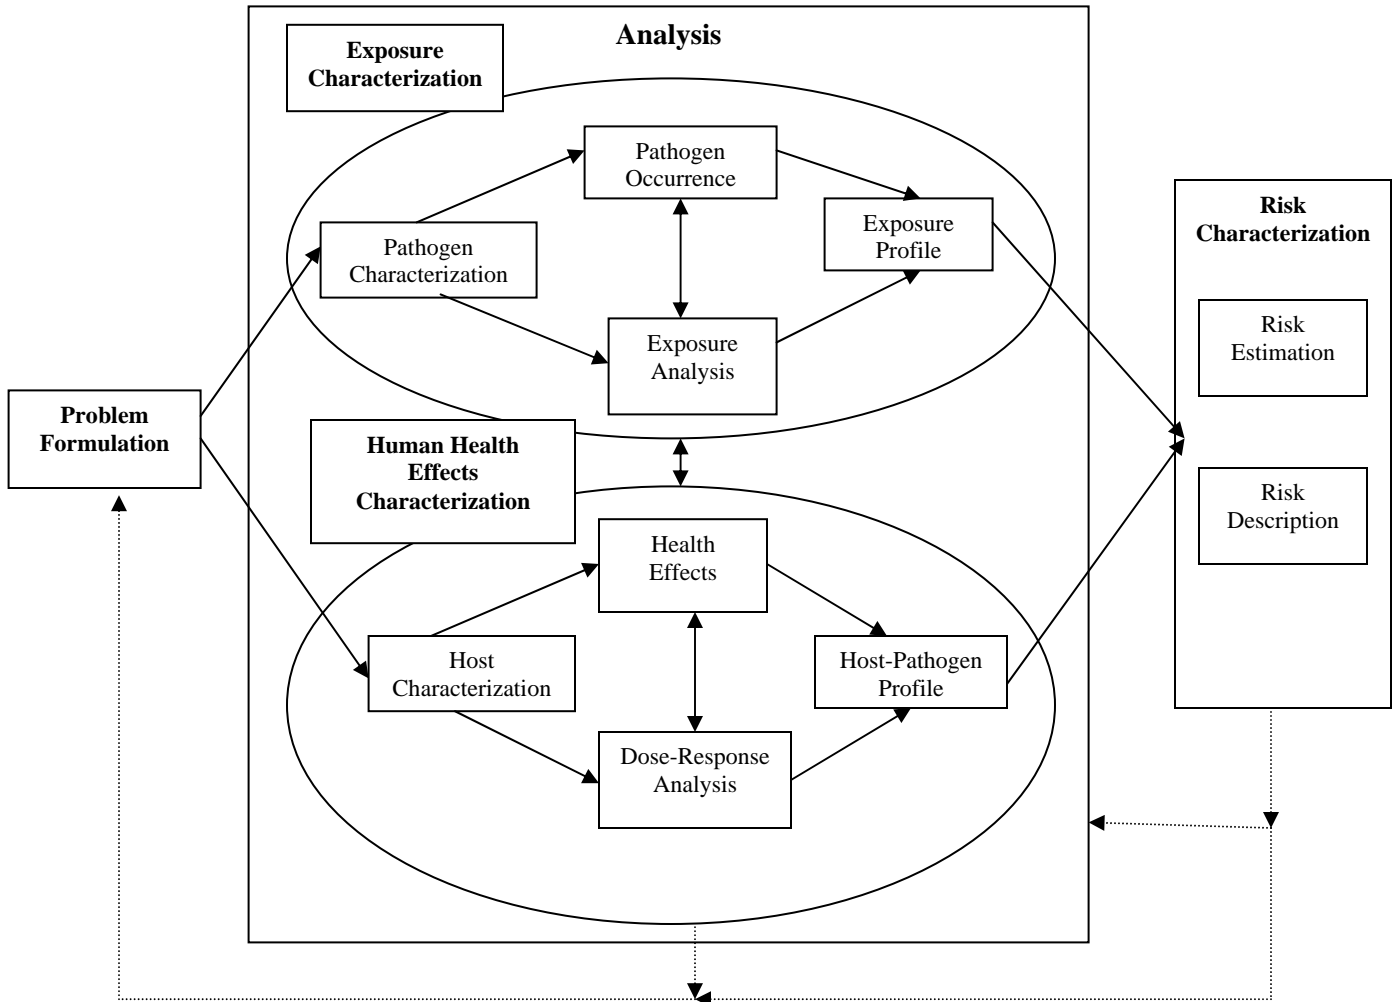 Analysis
Exposure
Characterization
Pathogen
Occurrence
Pathogen
Characterization
Exposure
Profile
Exposure
Analysis
Risk
Characterization
Risk
Estimation
Risk
Description
Problem
Formulation
Human Health
Effects
Characterization
Health
Effects
Host
Characterization
Host-Pathogen
Profile
Dose-Response
Analysis